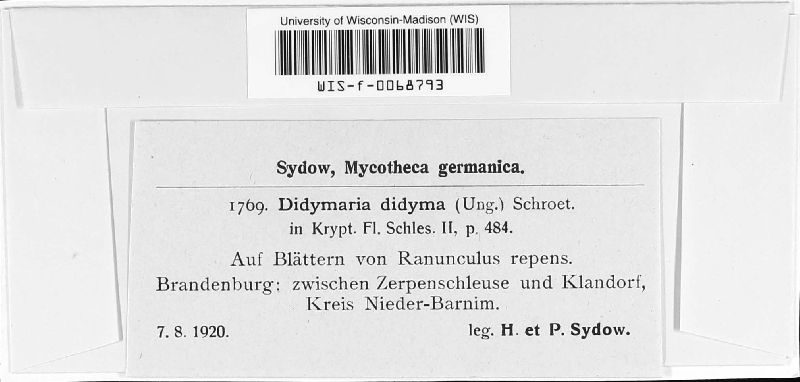 University of Wisconsin-Madison (WIS)
WIS-f-0068793
Sydow, Mycotheca germanica.
1769. Didymaria didyma (Ung.) Schroet.
in Krypt. Fl. Schles. II, p. 484.
Auf Blättern von Ranunculus repens.
Brandenburg: zwischen Zerpenschleuse und Klandorf,
Kreis Nieder-Barnim.
7. 8. 1920. leg. H. et P. Sydow.